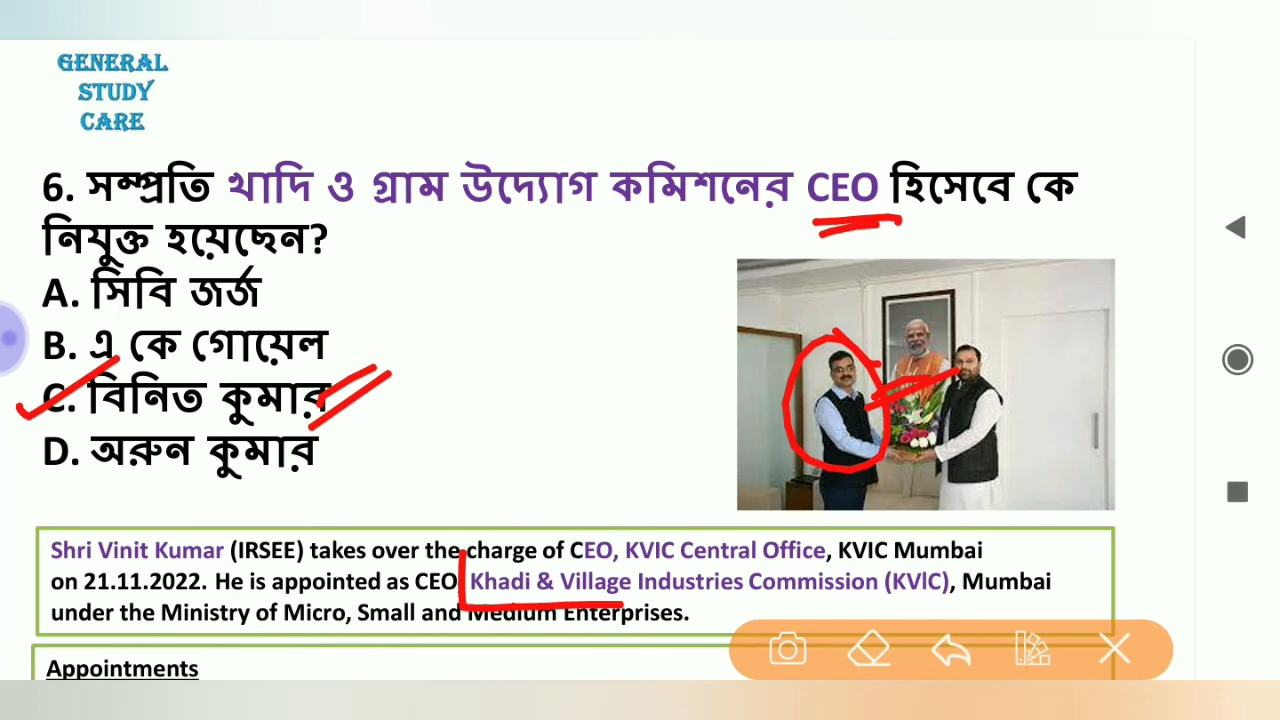 GENERAL
STUDY
CARE
6. সম্প্রতি খাদি ও গ্রাম উদ্যোগ কমিশনের CEO হিসেবে কে
নিযুক্ত হয়েছেন?
A. সিবি জর্জ
B. এ কে গোয়েল
C. বিনিত কুমার
D. অরুন কুমার
Shri Vinit Kumar (IRSEE) takes over the charge of CEO, KVIC Central Office, KVIC Mumbai
on 21.11.2022. He is appointed as CEO, Khadi & Village Industries Commission (KVlC), Mumbai
under the Ministry of Micro, Small and Medium Enterprises.
Appointments